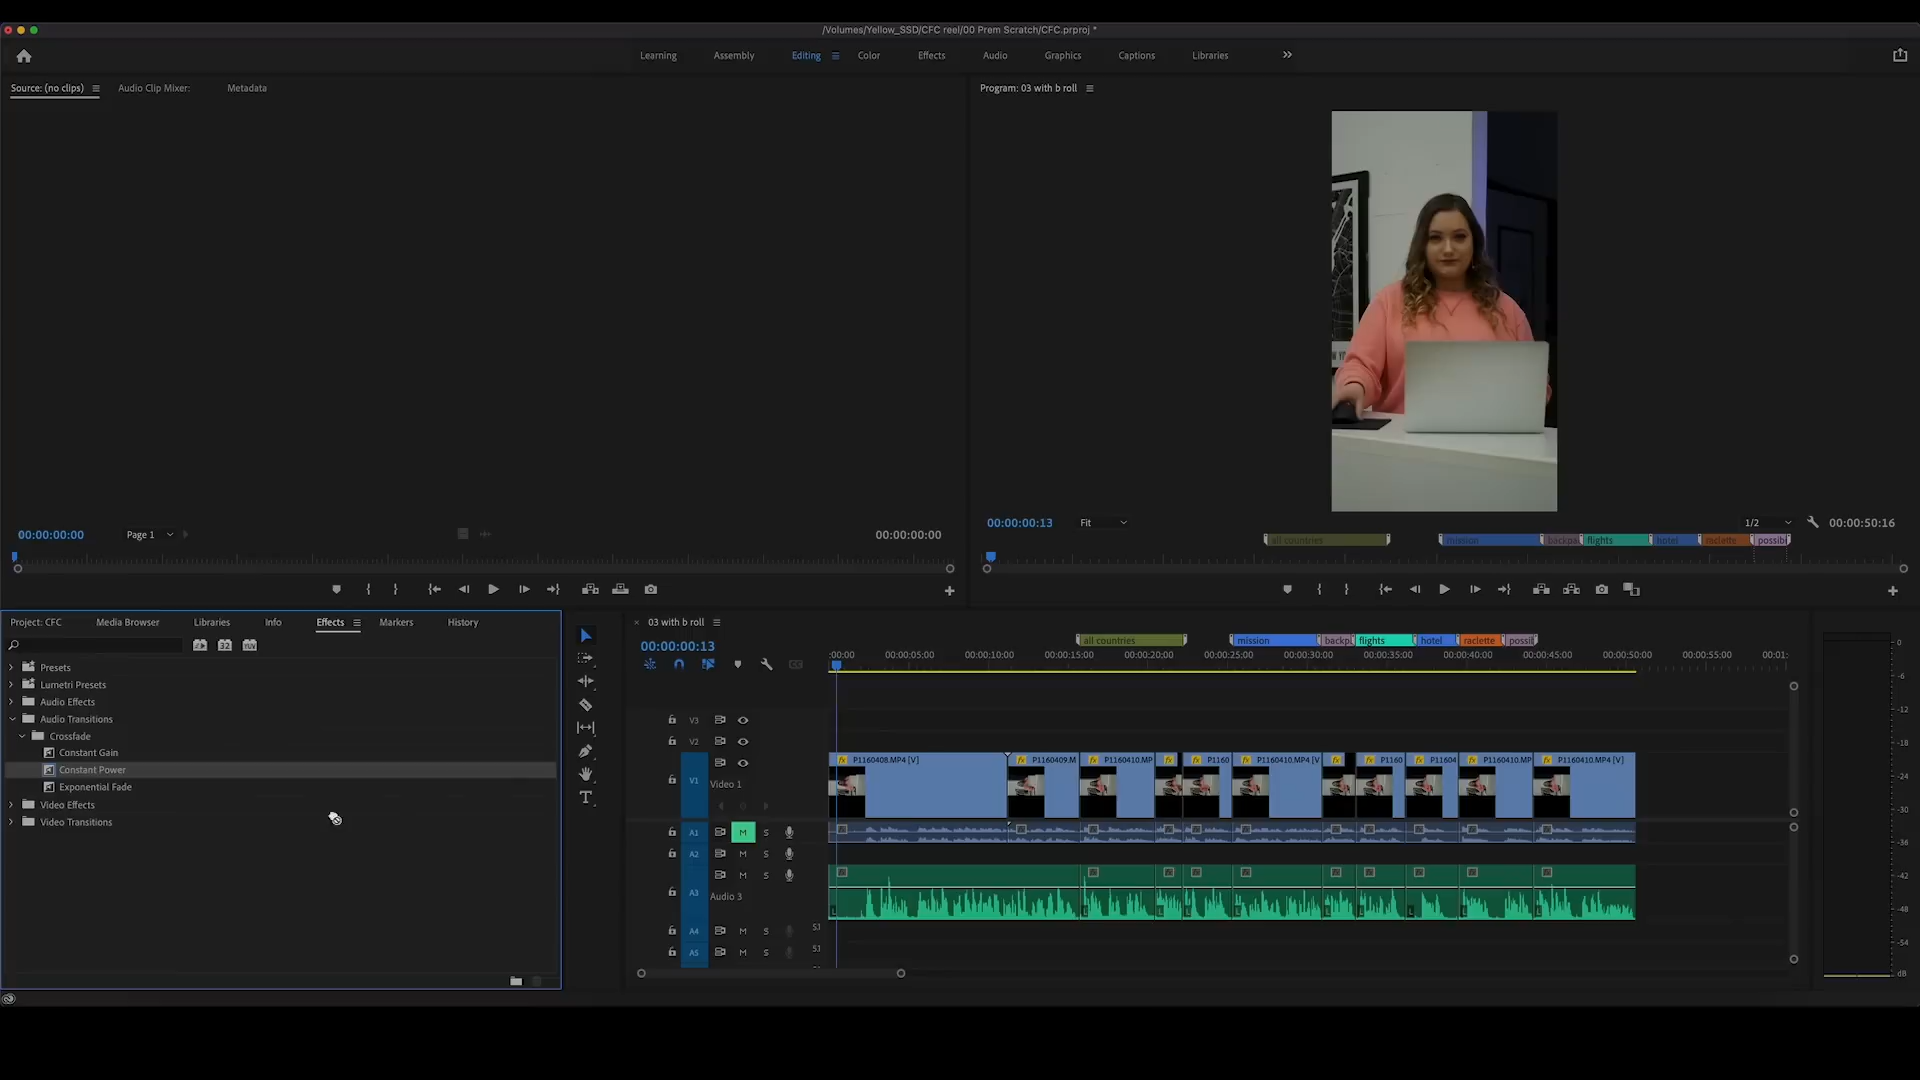 /Volumes/Yellow_SSD/CFC reel/00 Prem Scratch/CFC.prproj *
Learning Assembly Editing Color Effects Audio Graphics Captions Libraries
Source: (no clips) Audio Clip Mixer: Metadata
Program: 03 with b roll
00:00:00:00 Page 1 00:00:00:00
00:00:00:13 Fit 1/2 00:00:50:16
all countries mission backpa flights hotel raclette possibl
Project: CFC Media Browser Libraries Info Effects Markers History
Presets
Lumetri Presets
Audio Effects
Audio Transitions
Crossfade
Constant Gain
Constant Power
Exponential Fade
Video Effects
Video Transitions
03 with b roll
00:00:00:13
all countries mission backp flights hotel raclette possil
:00:00 00:00:05:00 00:00:10:00 00:00:15:00 00:00:20:00 00:00:25:00 00:00:30:00 00:00:35:00 00:00:40:00 00:00:45:00 00:00:50:00 00:00:55:00 00:01:
V3
V2
V1 Video 1
P1160408.MP4 [V] P1160409.M P1160410.MP P1160 P1160410.MP4 [V P1160 P11604 P1160410.MP P1160410.MP4 [V]
A1 M S
A2 M S
A3 M S
Audio 3
A4 M S 5.1
A5 M S 5.1
0
-6
-12
-18
-24
-30
-36
-42
-48
-54
dB